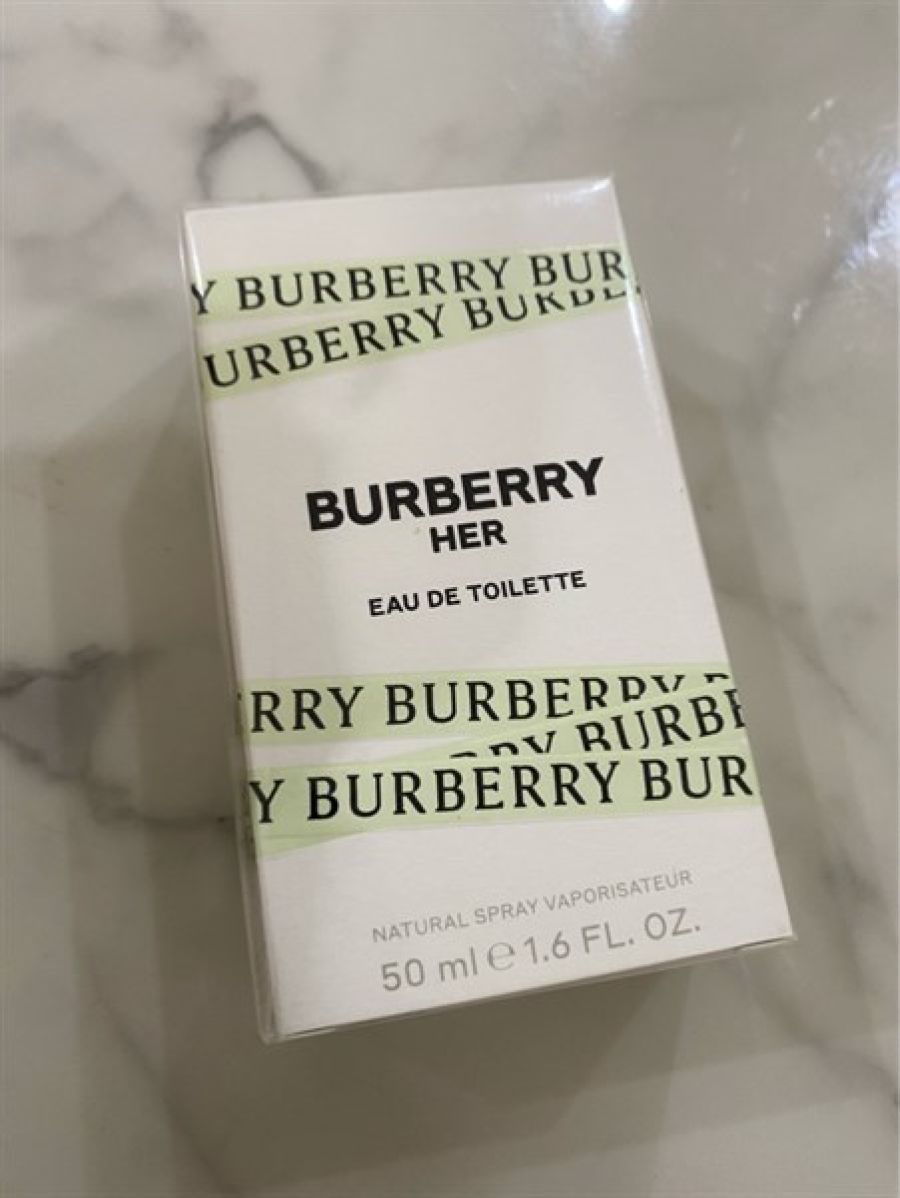 Y BURBERRY BUR
URBERRY BURBE
BURBERRY
HER
EAU DE TOILETTE
RRY BURBERRY
RRY BURBE
Y BURBERRY BUR
NATURAL SPRAY VAPORISATEUR
50 ml e 1.6 FL. OZ.